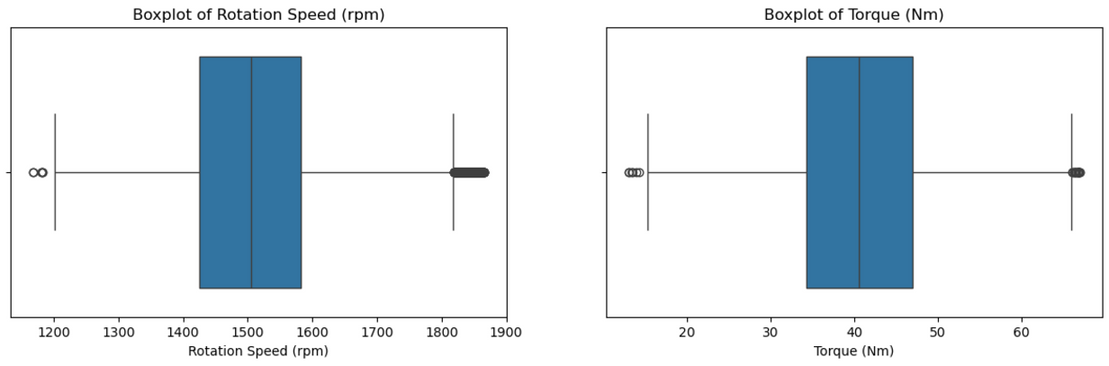 Boxplot of Rotation Speed (rpm)
1200 1300 1400 1500 1600 1700 1800 1900
Rotation Speed (rpm)
Boxplot of Torque (Nm)
20 30 40 50 60
Torque (Nm)